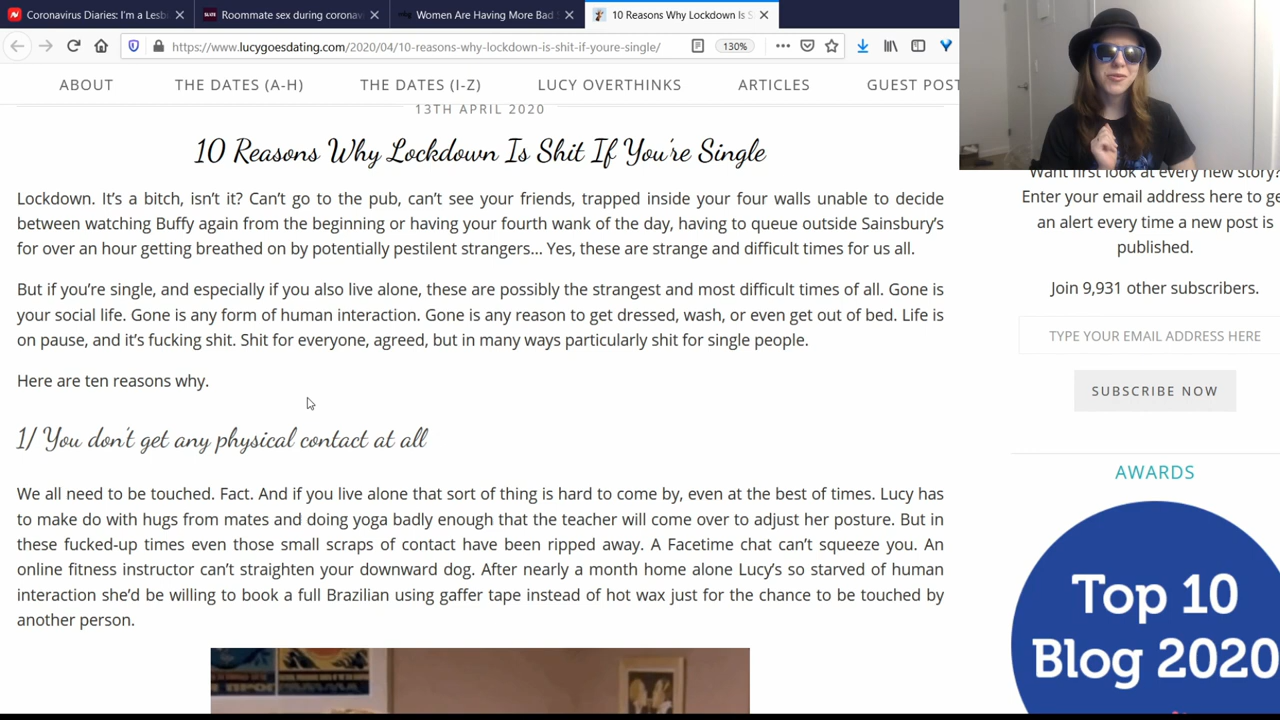 Coronavirus Diaries: I'm a Lesb
Roommate sex during coronav
Women Are Having More Bad
10 Reasons Why Lockdown Is S
https://www.lucygoesdating.com/2020/04/10-reasons-why-lockdown-is-shit-if-youre-single/
130%
ABOUT THE DATES (A-H) THE DATES (I-Z) LUCY OVERTHINKS ARTICLES GUEST POST
13TH APRIL 2020
10 Reasons Why Lockdown Is Shit If You're Single
Lockdown. It's a bitch, isn't it? Can't go to the pub, can't see your friends, trapped inside your four walls unable to decide
between watching Buffy again from the beginning or having your fourth wank of the day, having to queue outside Sainsbury's
for over an hour getting breathed on by potentially pestilent strangers... Yes, these are strange and difficult times for us all.
But if you're single, and especially if you also live alone, these are possibly the strangest and most difficult times of all. Gone is
your social life. Gone is any form of human interaction. Gone is any reason to get dressed, wash, or even get out of bed. Life is
on pause, and it's fucking shit. Shit for everyone, agreed, but in many ways particularly shit for single people.
Here are ten reasons why.
1/ You don't get any physical contact at all
We all need to be touched. Fact. And if you live alone that sort of thing is hard to come by, even at the best of times. Lucy has
to make do with hugs from mates and doing yoga badly enough that the teacher will come over to adjust her posture. But in
these fucked-up times even those small scraps of contact have been ripped away. A Facetime chat can't squeeze you. An
online fitness instructor can't straighten your downward dog. After nearly a month home alone Lucy's so starved of human
interaction she'd be willing to book a full Brazilian using gaffer tape instead of hot wax just for the chance to be touched by
another person.
Want first look at every new story?
Enter your email address here to ge
an alert every time a new post is
published.
Join 9,931 other subscribers.
TYPE YOUR EMAIL ADDRESS HERE
SUBSCRIBE NOW
AWARDS
Top 10
Blog 2020